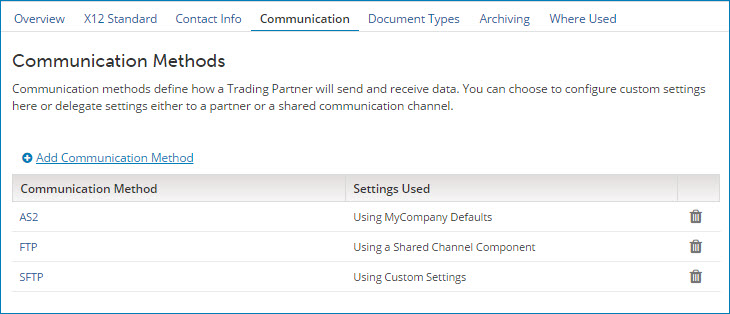 Overview X12 Standard Contact Info Communication Document Types Archiving Where Used
Communication Methods
Communication methods define how a Trading Partner will send and receive data. You can choose to configure custom settings
here or delegate settings either to a partner or a shared communication channel.
Add Communication Method
Communication Method Settings Used
AS2 Using MyCompany Defaults
FTP Using a Shared Channel Component
SFTP Using Custom Settings